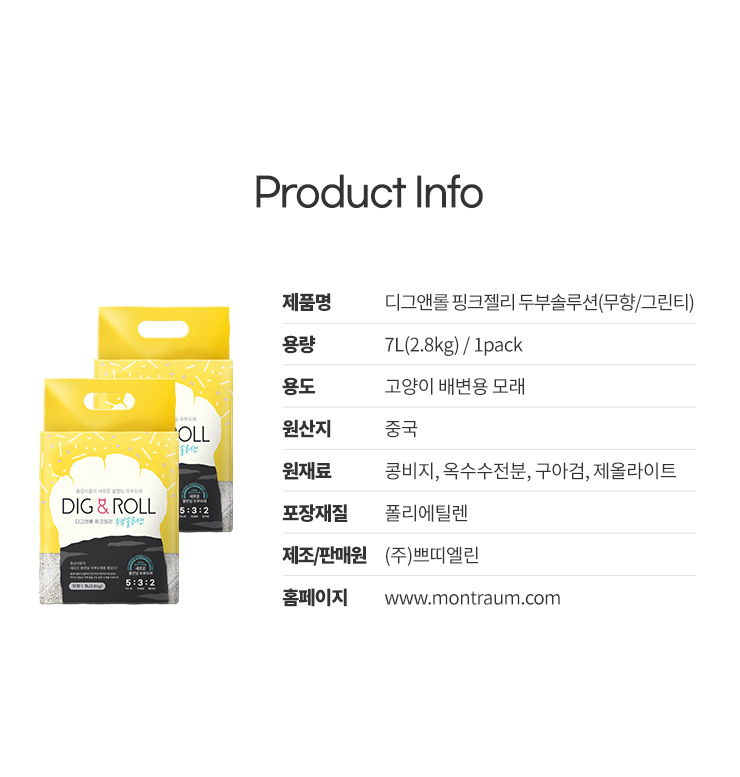 Product Info
제품명 디그앤롤 핑크젤리 두부솔루션(무향/그린티)
용량 7L(2.8kg) / 1pack
용도 고양이 배변용 모래
원산지 중국
원재료 콩비지, 옥수수전분, 구아검, 제올라이트
포장재질 폴리에틸렌
제조/판매원 (주)쁘띠엘린
홈페이지 www.montraum.com
OLL
5:3:2
DIG & ROLL
5:3:2